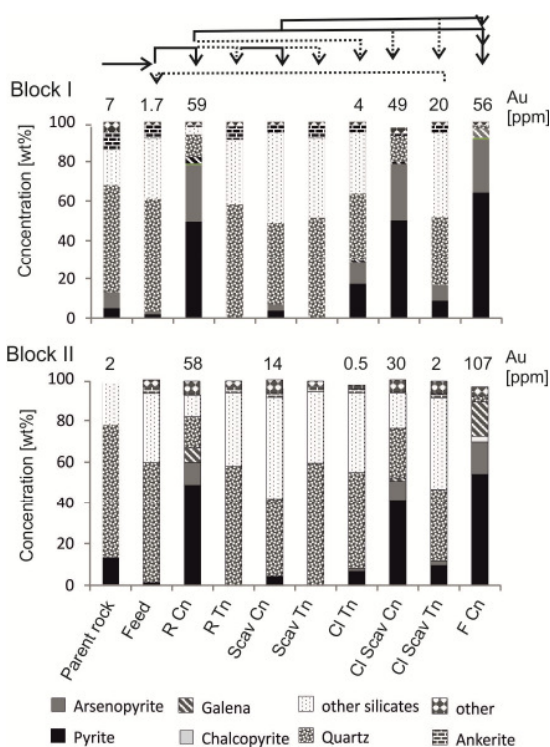 Block I
7 1.7 59 4 49 20 56 Au [ppm]
Concentration [wt%]
100
80
60
40
20
0
Block II
2 58 14 0.5 30 2 107 Au [ppm]
Concentration [wt%]
100
80
60
40
20
0
Parent rock
Feed
R Cn
R Tn
Scav Cn
Scav Tn
Cl Tn
Cl Scav Cn
Cl Scav Tn
F Cn
Arsenopyrite Galena other silicates other
Pyrite Chalcopyrite Quartz Ankerite